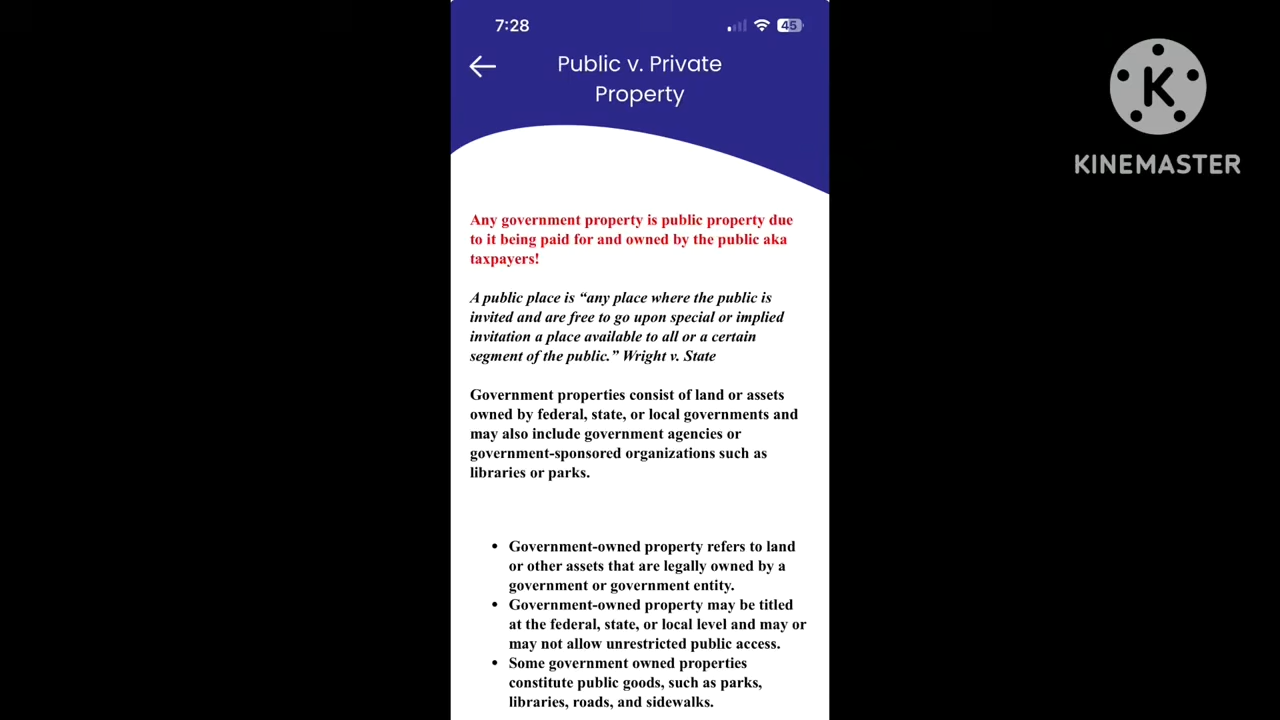 7:28
45
Public v. Private
Property
K
KINEMASTER
Any government property is public property due
to it being paid for and owned by the public aka
taxpayers!
A public place is “any place where the public is
invited and are free to go upon special or implied
invitation a place available to all or a certain
segment of the public.” Wright v. State
Government properties consist of land or assets
owned by federal, state, or local governments and
may also include government agencies or
government-sponsored organizations such as
libraries or parks.
• Government-owned property refers to land
or other assets that are legally owned by a
government or government entity.
• Government-owned property may be titled
at the federal, state, or local level and may or
may not allow unrestricted public access.
• Some government owned properties
constitute public goods, such as parks,
libraries, roads, and sidewalks.